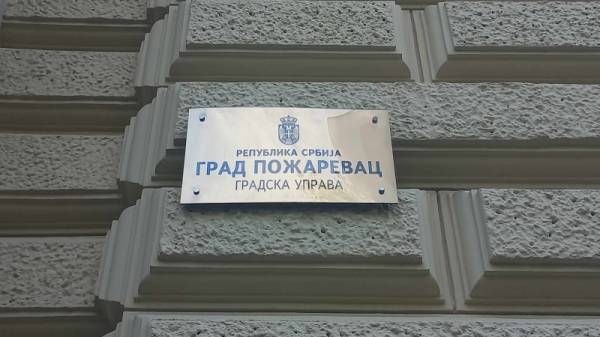 РЕПУБЛИКА СРБИЈА
ГРАД ПОЖАРЕВАЦ
ГРАДСКА УПРАВА